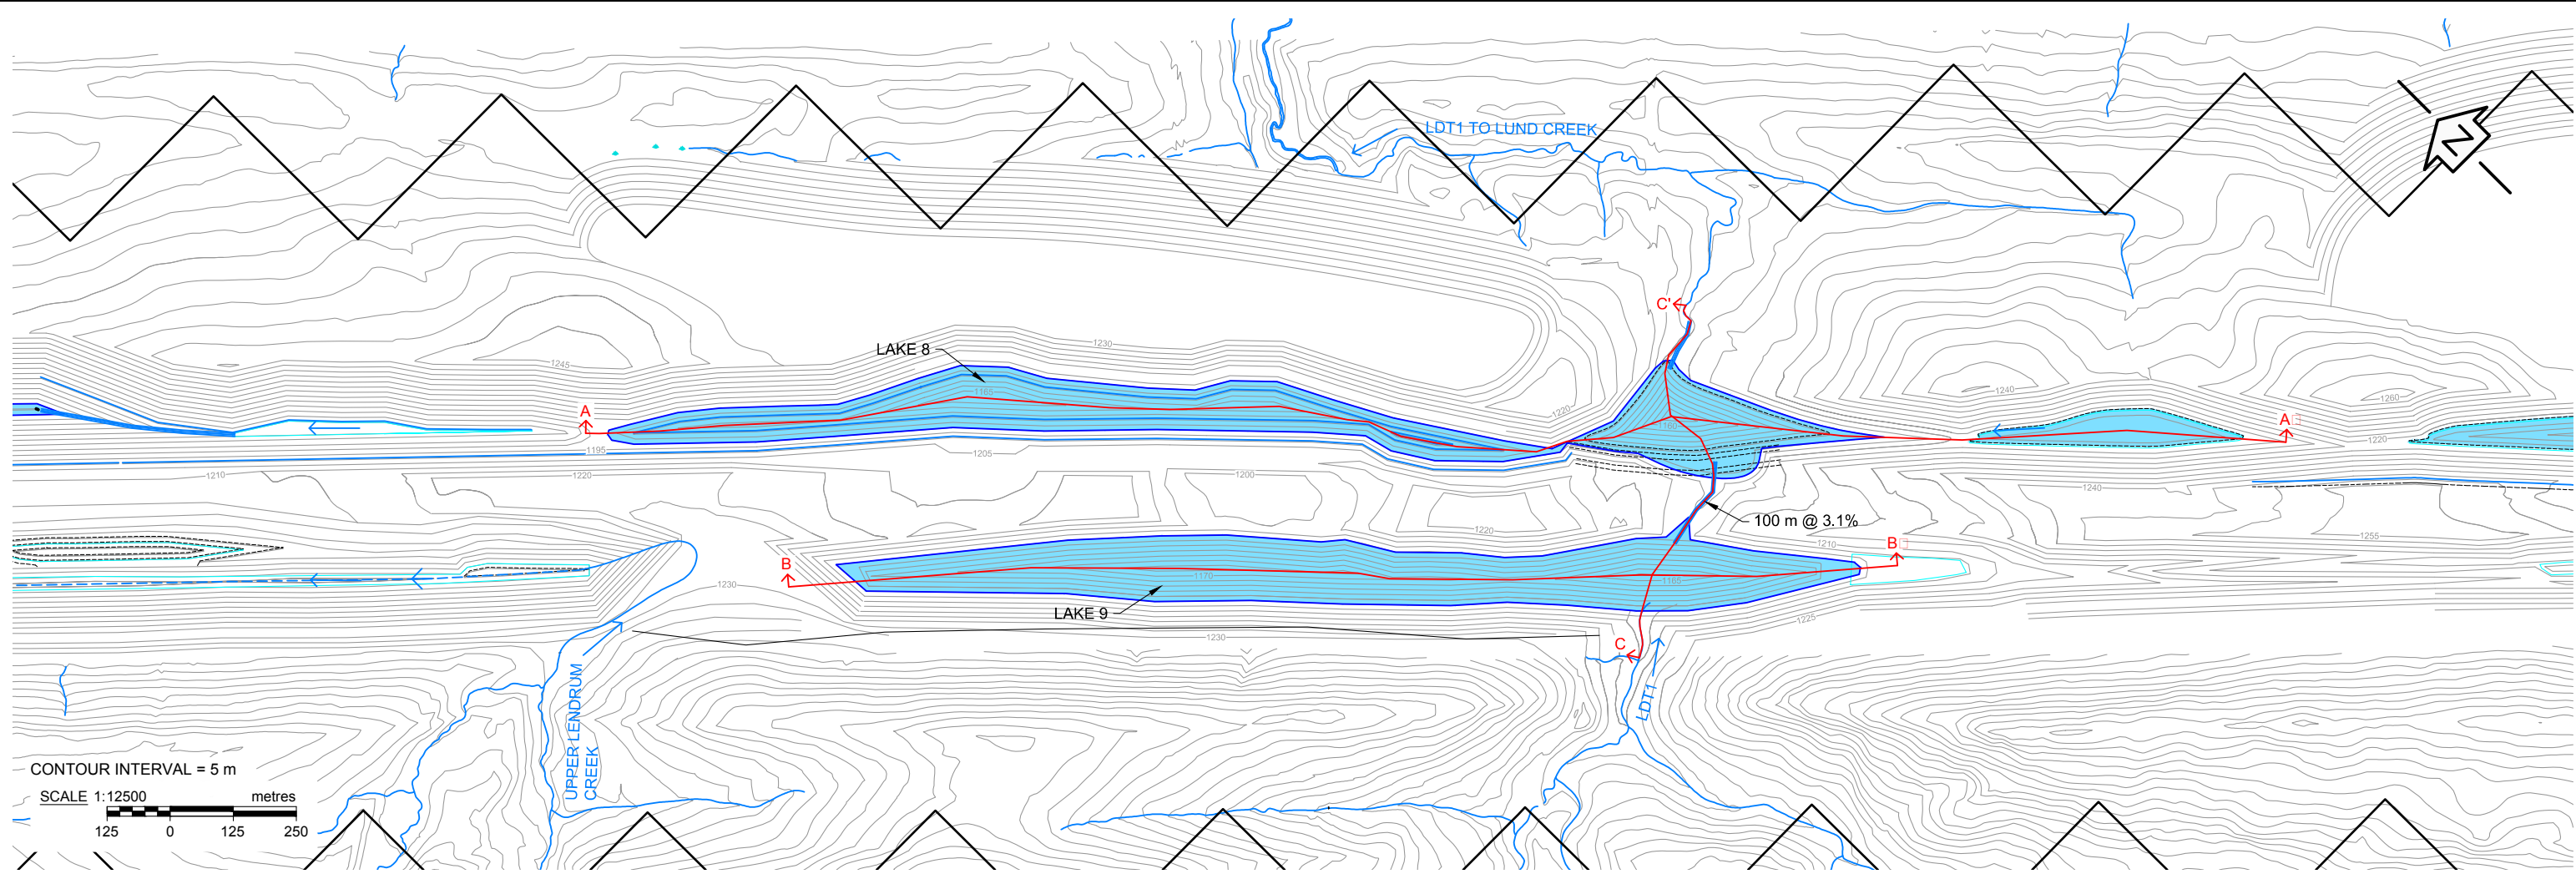 LDT1 TO LUND CREEK
N
C'
1230
LAKE 8
1245
1165
1240
1260
1220
A
A
1160
1220
1195
1205
1210
1220
1200
1240
1220
100 m @ 3.1%
1210
B
1255
B
1230
1170
1165
LAKE 9
1225
1230
C
UPPER LENDRUM
CREEK
LDT1
CONTOUR INTERVAL = 5 m
SCALE 1:12500 metres
125 0 125 250